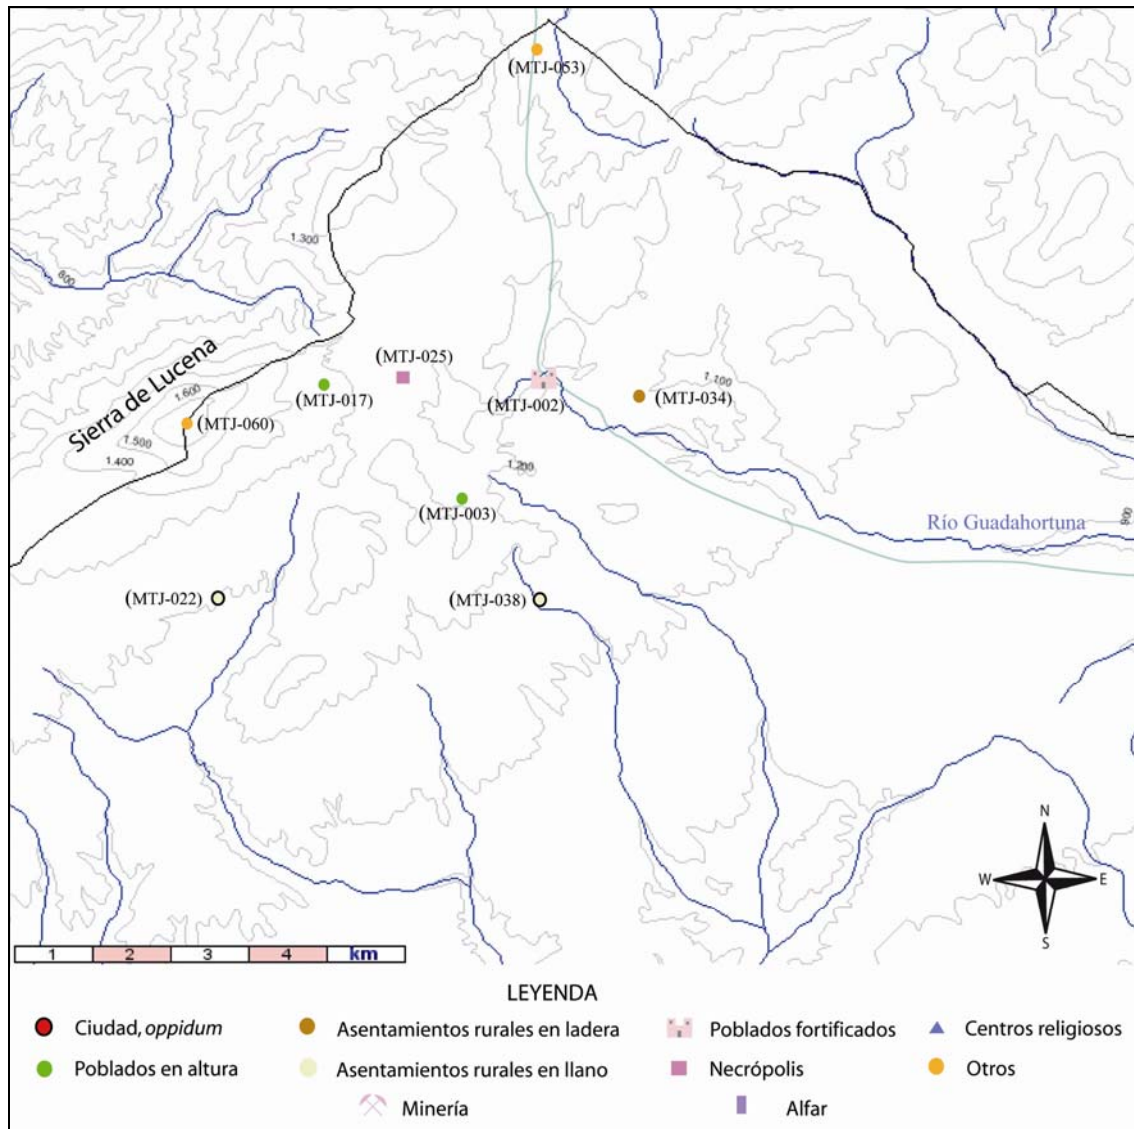 (MTJ-053)
1.300
800
Sierra de Lucena
(MTJ-025)
1.600
(MTJ-017)
(MTJ-002)
1.100
(MTJ-034)
(MTJ-060)
1.500
1.400
1.200
(MTJ-003)
Río Guadahortuna
900
(MTJ-022)
(MTJ-038)
N
W
E
S
1 2 3 4 km
LEYENDA
Ciudad, oppidum
Asentamientos rurales en ladera
Poblados fortificados
Centros religiosos
Poblados en altura
Asentamientos rurales en llano
Necrópolis
Otros
Minería
Alfar